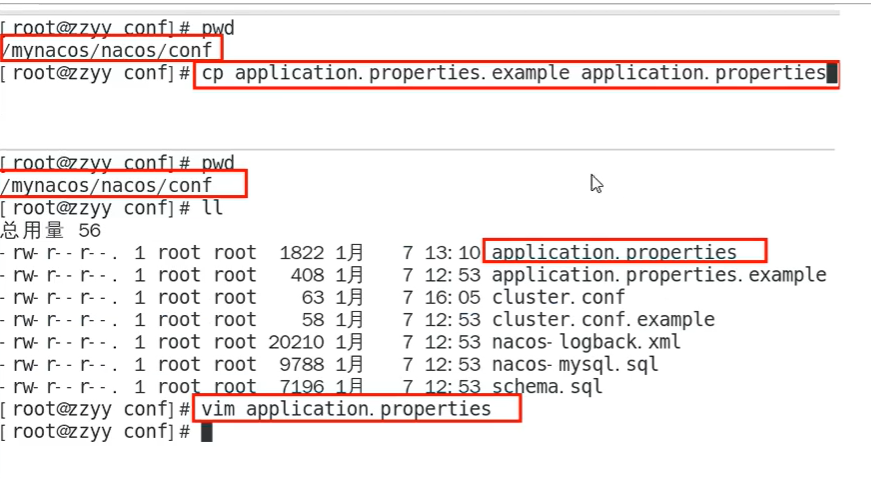 [root@zzyy conf]# pwd
/mynacos/nacos/conf
[root@zzyy conf]# cp application.properties.example application.properties
[root@zzyy conf]# pwd
/mynacos/nacos/conf
[root@zzyy conf]# ll
总用量 56
-rw-r--r--. 1 root root 1822 1月 7 13:10 application.properties
-rw-r--r--. 1 root root 408 1月 7 12:53 application.properties.example
-rw-r--r--. 1 root root 63 1月 7 16:05 cluster.conf
-rw-r--r--. 1 root root 58 1月 7 12:53 cluster.conf.example
-rw-r--r--. 1 root root 20210 1月 7 12:53 nacos-logback.xml
-rw-r--r--. 1 root root 9788 1月 7 12:53 nacos-mysql.sql
-rw-r--r--. 1 root root 7196 1月 7 12:53 schema.sql
[root@zzyy conf]# vim application.properties
[root@zzyy conf]#